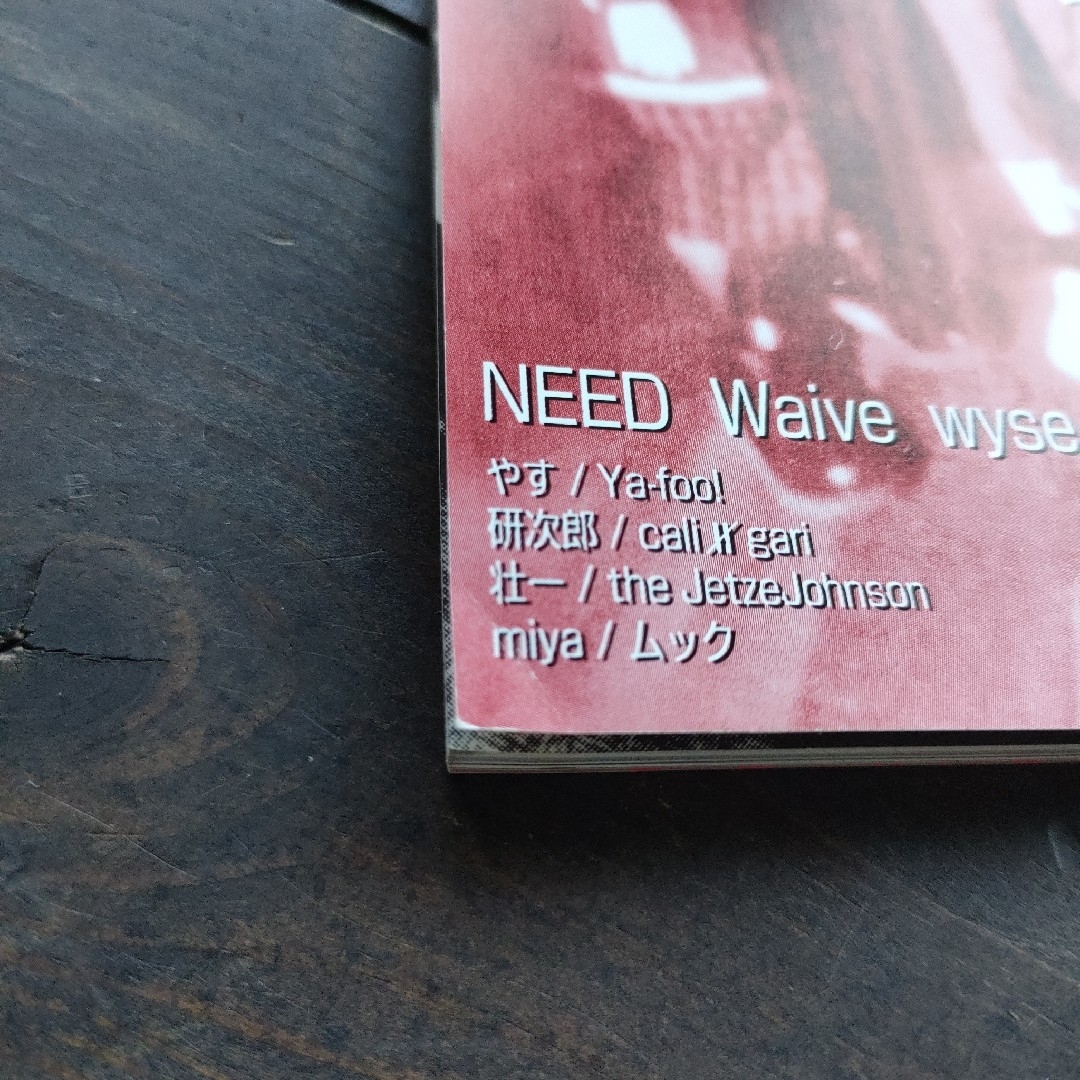 NEED Waive wyse
やす / Ya-foo!
研次郎 / cali≠gari
壮一 / the JetzeJohnson
miya / ムック